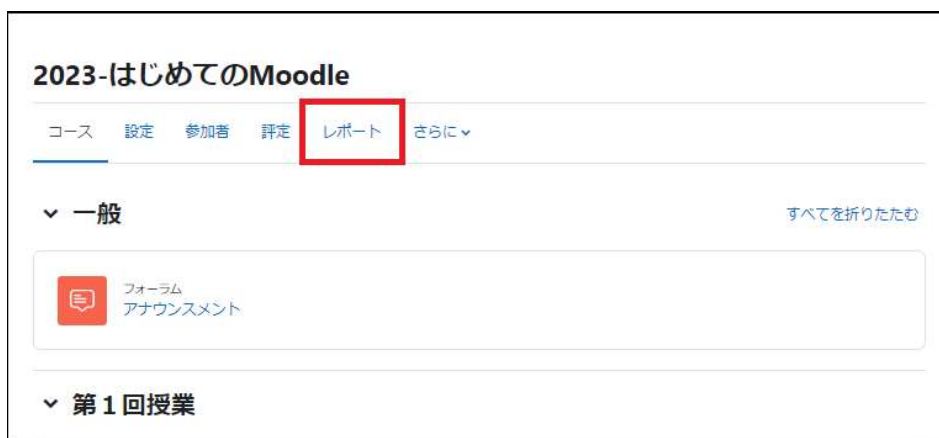 2023-はじめてのMoodle
コース 設定 参加者 評定 レポート さらに
一般 すべてを折りたたむ
フォーラム
アナウンスメント
第１回授業